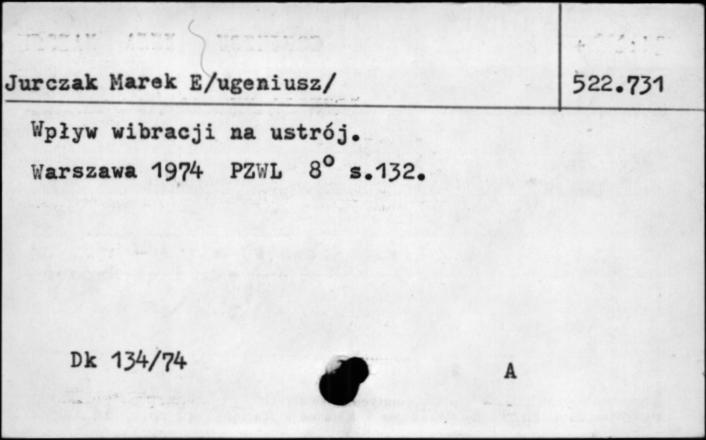 Jurczak Marek E/ugeniusz/
522.731
Wpływ wibracji na ustrój.
Warszawa 1974 PZWL 8° s.132.
Dk 134/74
A